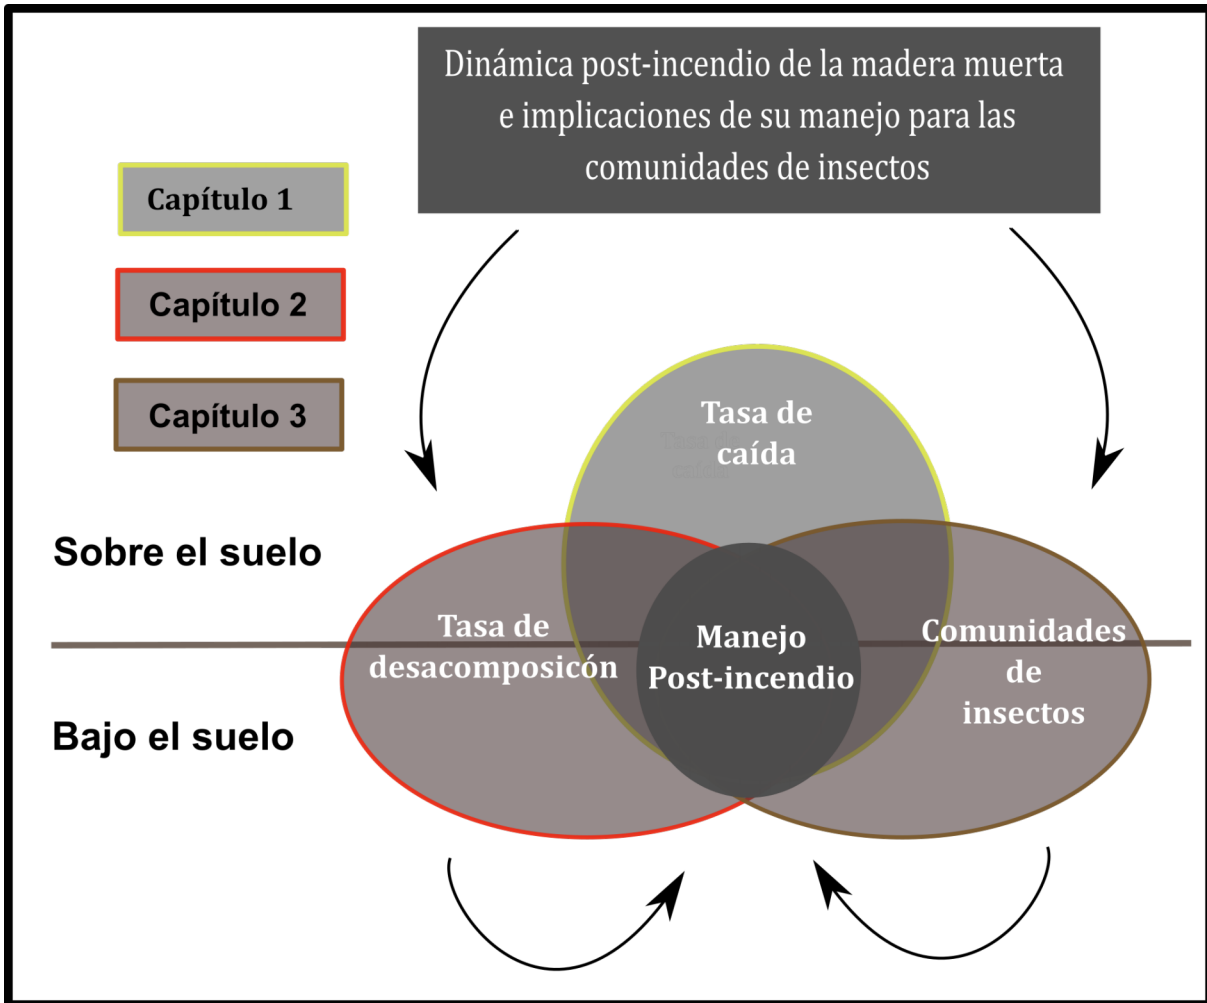 Dinámica post-incendio de la madera muerta
e implicaciones de su manejo para las
comunidades de insectos
Capítulo 1
Capítulo 2
Capítulo 3
Tasa de
caída
Sobre el suelo
Tasa de
desacomposicón
Manejo
Post-incendio
Comunidades
de
insectos
Bajo el suelo